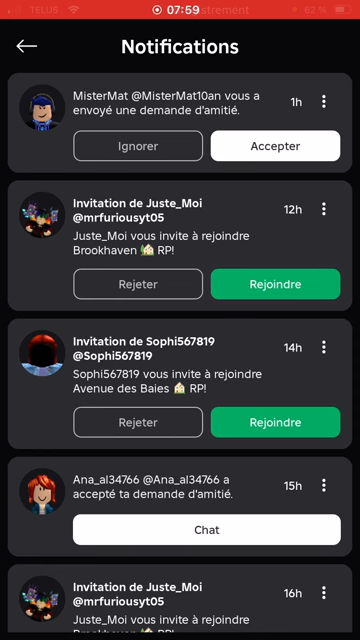 TELUS 07:59 62 %
Notifications
MisterMat @MisterMat10an vous a
envoyé une demande d'amitié.
1h
Ignorer
Accepter
Invitation de Juste_Moi
@mrfuriousyt05
12h
Juste_Moi vous invite à rejoindre
Brookhaven 🏡 RP!
Rejeter
Rejoindre
Invitation de Sophi567819
@Sophi567819
14h
Sophi567819 vous invite à rejoindre
Avenue des Baies 🏠 RP!
Rejeter
Rejoindre
Ana_al34766 @Ana_al34766 a
accepté ta demande d'amitié.
15h
Chat
Invitation de Juste_Moi
@mrfuriousyt05
16h
Juste_Moi vous invite à rejoindre
Brookhaven 🏡 RP!